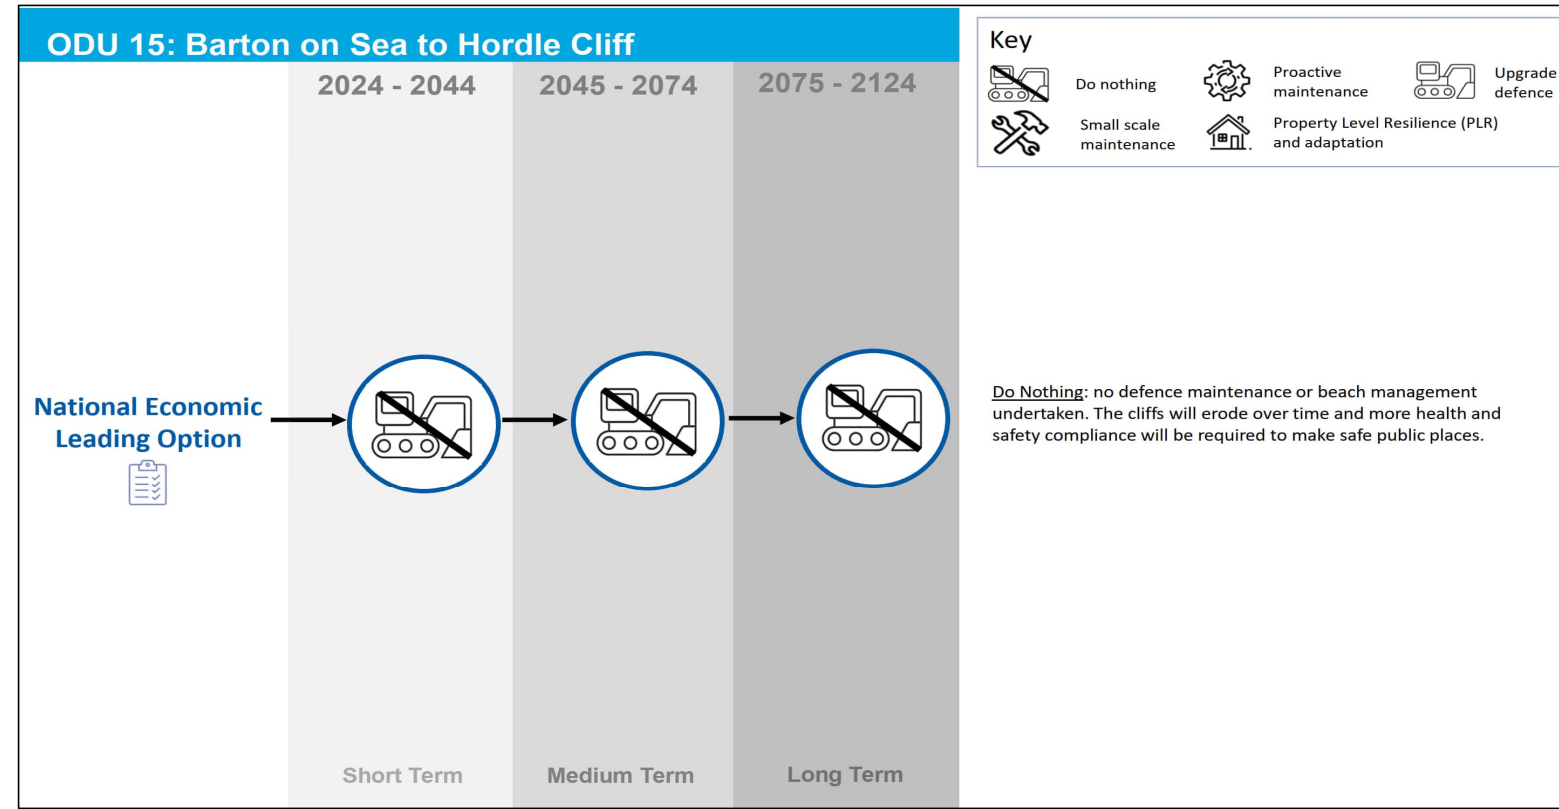 ODU 15: Barton on Sea to Hordle Cliff
2024 - 2044
2045 - 2074
2075 - 2124
National Economic
Leading Option
Short Term
Medium Term
Long Term
Key
Do nothing
Proactive
maintenance
Upgrade
defence
Small scale
maintenance
Property Level Resilience (PLR)
and adaptation
Do Nothing: no defence maintenance or beach management
undertaken. The cliffs will erode over time and more health and
safety compliance will be required to make safe public places.